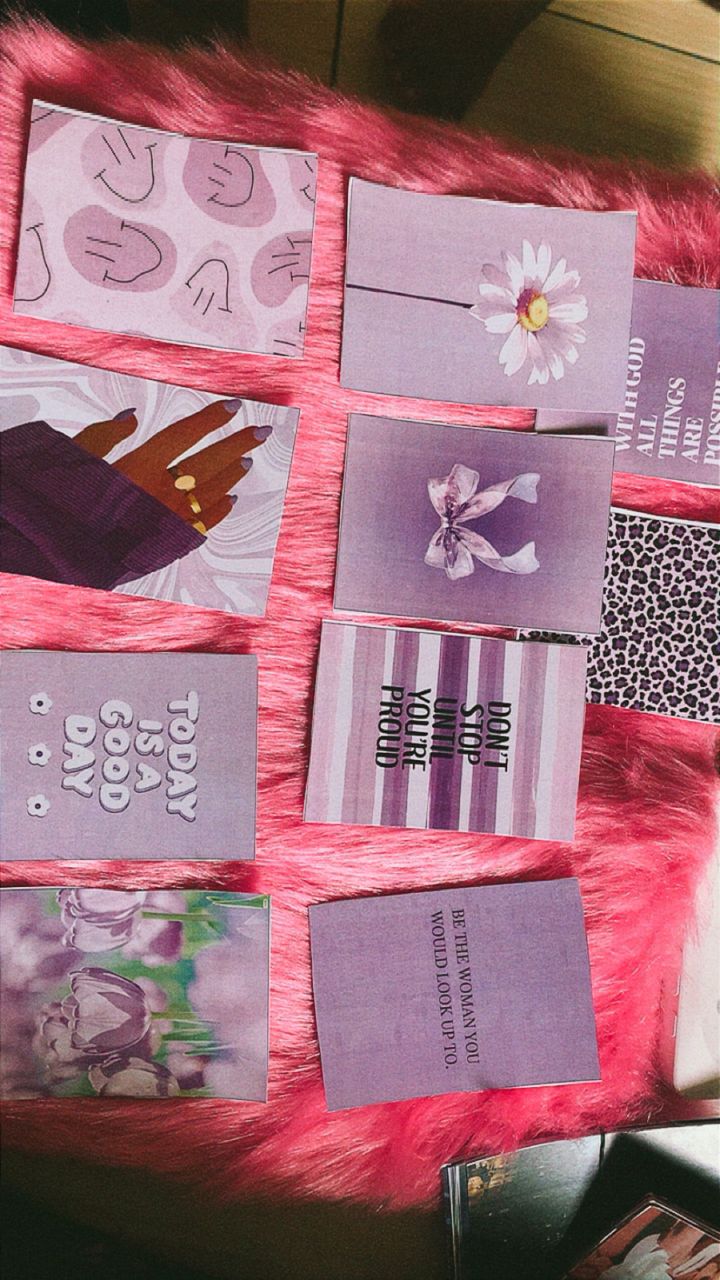 WITH GOD
ALL
THINGS
ARE
DON'T
STOP
UNTIL
YOU'RE
PROUD
TODAY
IS A
GOOD
DAY
BE THE WOMAN YOU
WOULD LOOK UP TO.